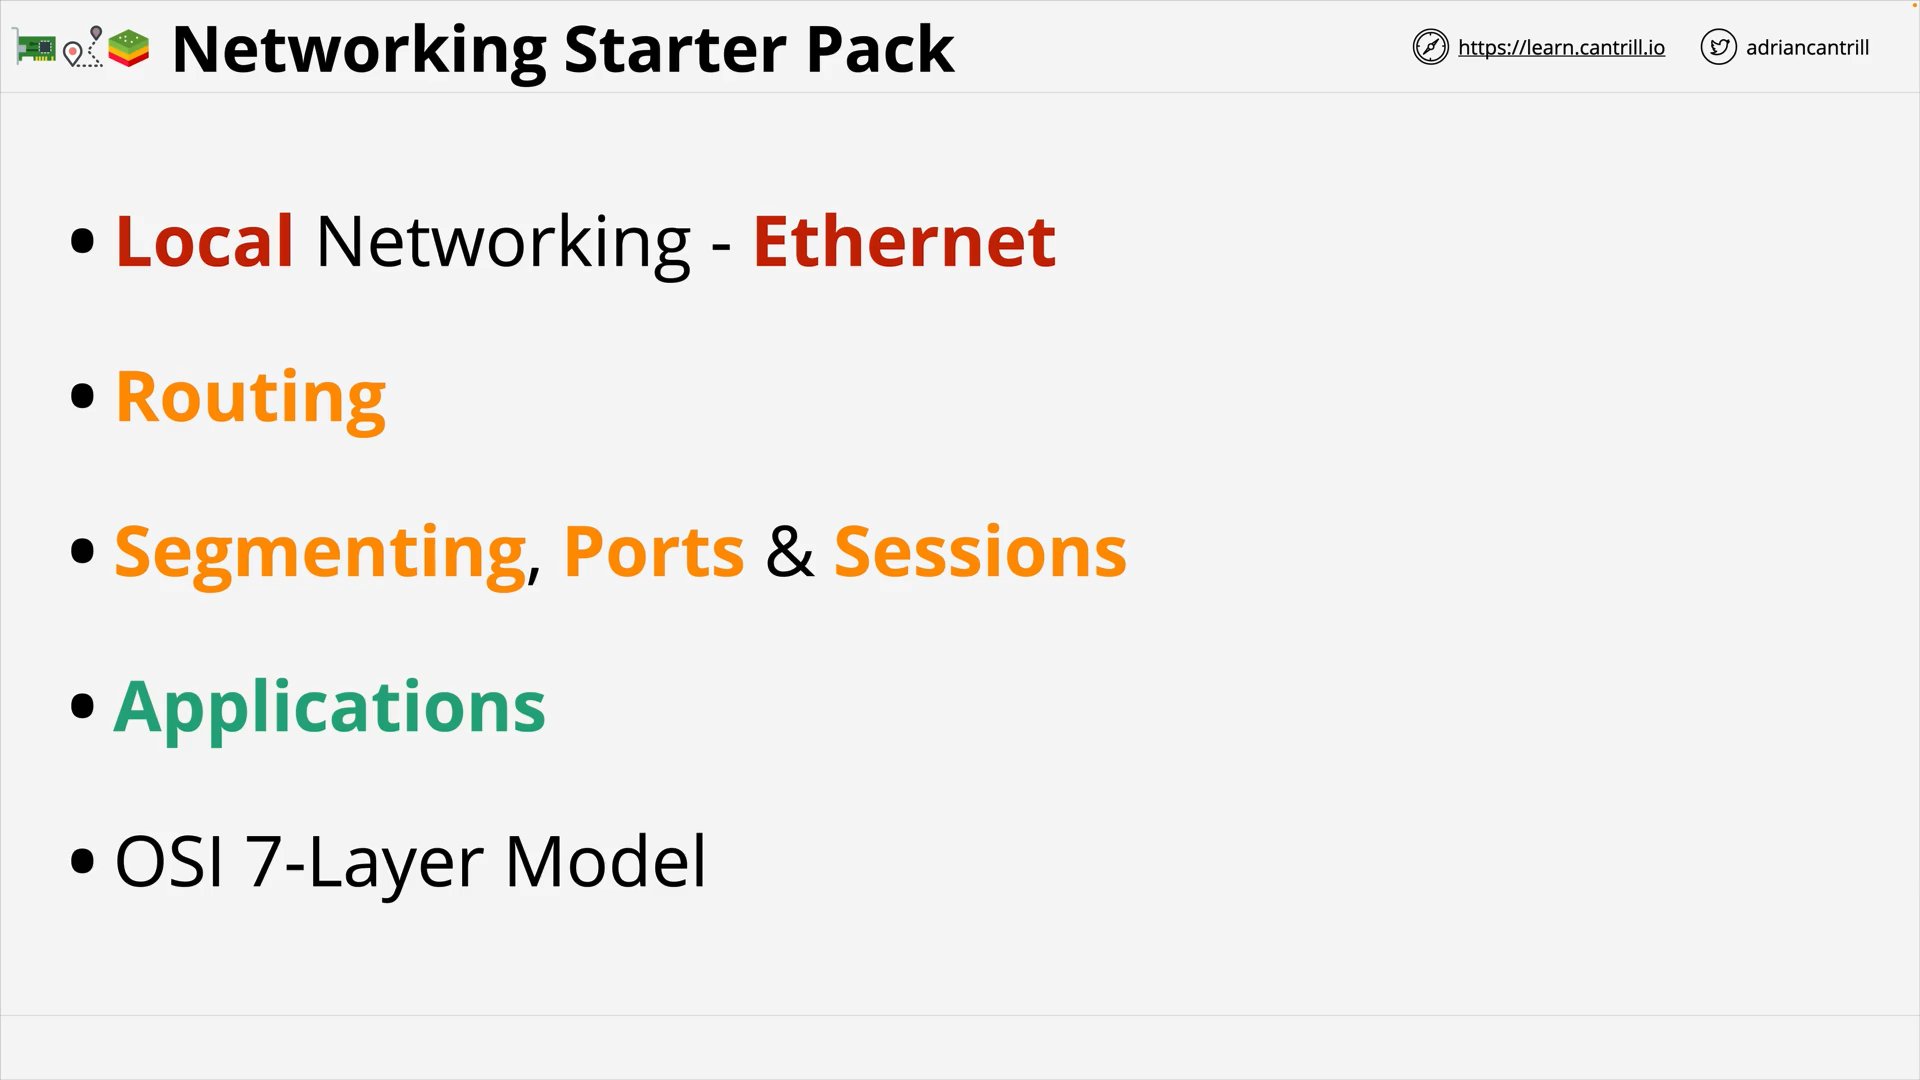 Networking Starter Pack
https://learn.cantrill.io
adriancantrill
• Local Networking - Ethernet
• Routing
• Segmenting, Ports & Sessions
• Applications
• OSI 7-Layer Model